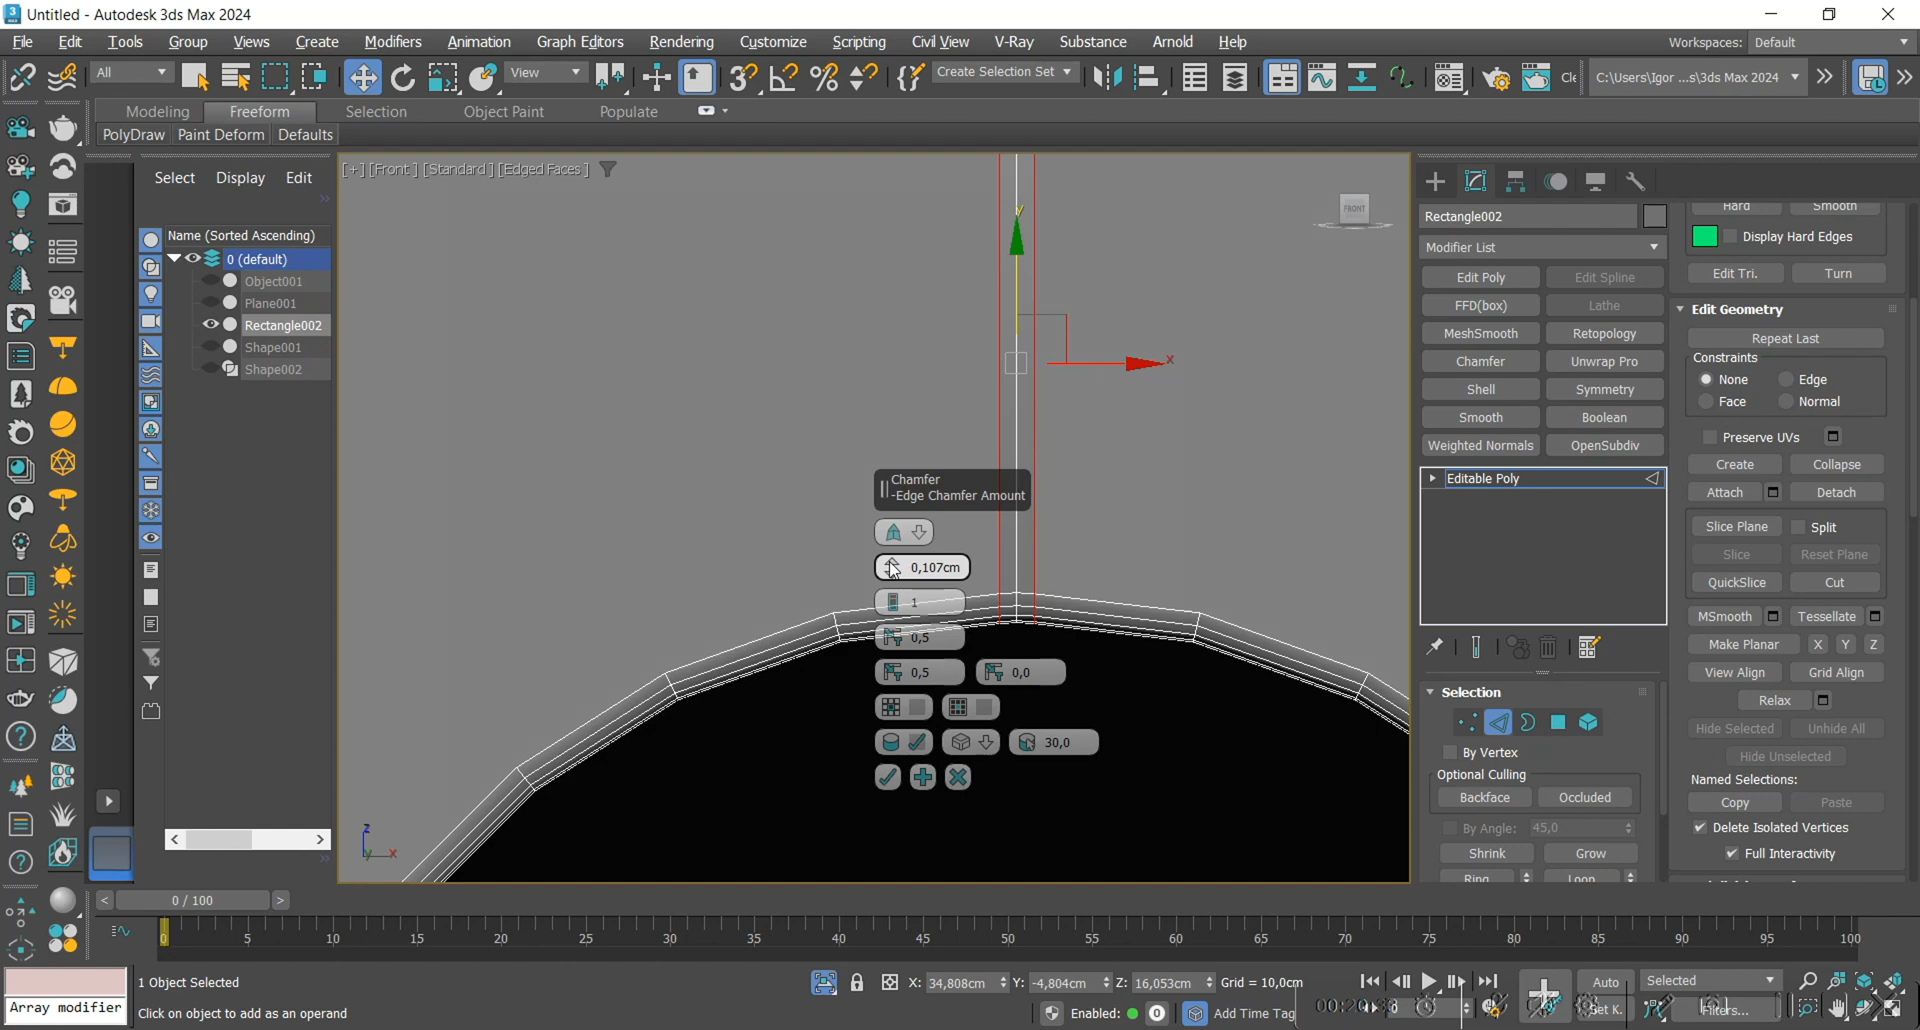 Untitled - Autodesk 3ds Max 2024
File Edit Tools Group Views Create Modifiers Animation Graph Editors Rendering Customize Scripting Civil View V-Ray Substance Arnold Help
Workspaces: Default
All View Create Selection Set Cle C:\Users\Igor ...s\3ds Max 2024
Modeling Freeform Selection Object Paint Populate
PolyDraw Paint Deform Defaults
Select Display Edit
Name (Sorted Ascending)
0 (default)
Object001
Plane001
Rectangle002
Shape001
Shape002
[+] [Front ] [Standard ] [Edged Faces ]
FRONT
y
x
Chamfer
-Edge Chamfer Amount
0,107cm
1
0,5
0,5 0,0
30,0
z
y x
Rectangle002
Modifier List
Edit Poly Edit Spline
FFD(box) Lathe
MeshSmooth Retopology
Chamfer Unwrap Pro
Shell Symmetry
Smooth Boolean
Weighted Normals OpenSubdiv
Editable Poly
Selection
By Vertex
Optional Culling
Backface Occluded
By Angle: 45,0
Shrink Grow
Ring Loop
Hard Smooth
Display Hard Edges
Edit Tri. Turn
Edit Geometry
Repeat Last
Constraints
None Edge
Face Normal
Preserve UVs
Create Collapse
Attach Detach
Slice Plane Split
Slice Reset Plane
QuickSlice Cut
MSmooth Tessellate
Make Planar X Y Z
View Align Grid Align
Relax
Hide Selected Unhide All
Hide Unselected
Named Selections:
Copy Paste
Delete Isolated Vertices
Full Interactivity
< 0 / 100 >
0 5 10 15 20 25 30 35 40 45 50 55 60 65 70 75 80 85 90 95 100
1 Object Selected
X: 34,808cm Y: -4,804cm Z: 16,053cm Grid = 10,0cm
Auto Selected
Array modifier
Click on object to add as an operand
Enabled: 0 Add Time Tag
Set K. Filters...